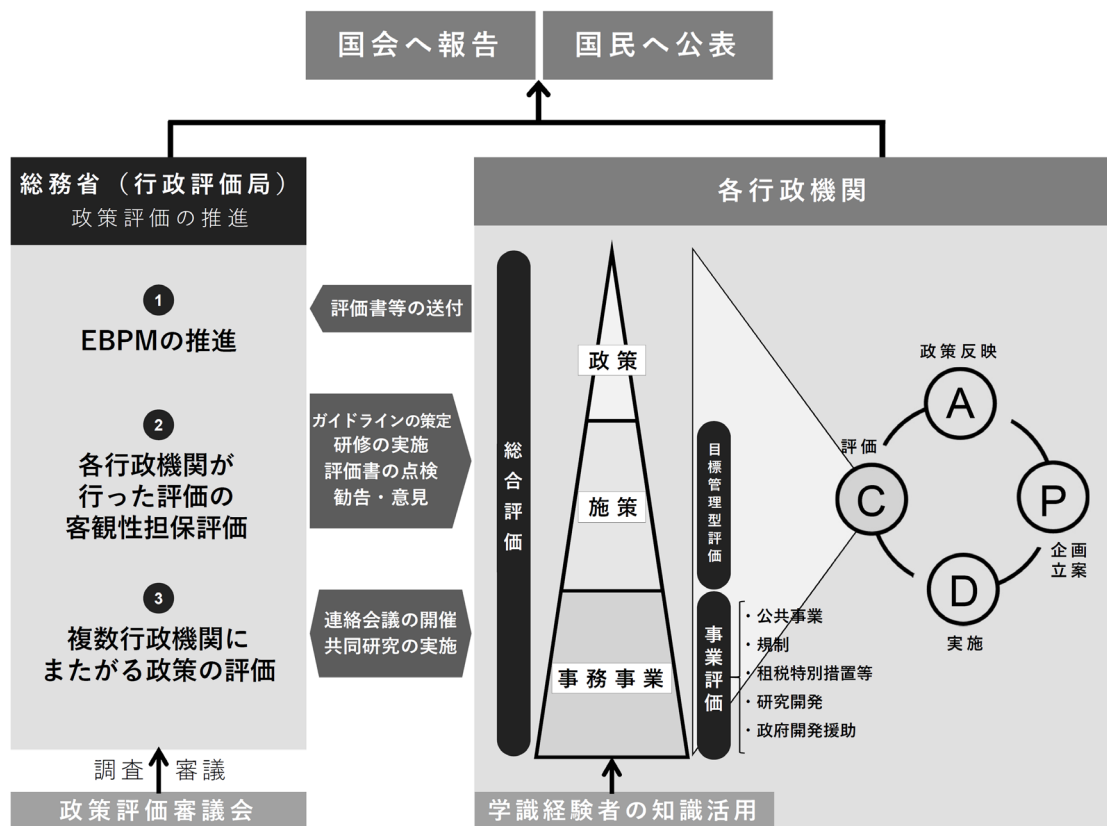 国会へ報告
国民へ公表
総務省（行政評価局）
政策評価の推進
各行政機関
1
EBPMの推進
2
各行政機関が
行った評価の
客観性担保評価
3
複数行政機関に
またがる政策の評価
調査
審議
政策評価審議会
評価書等の送付
ガイドラインの策定
研修の実施
評価書の点検
勧告・意見
連絡会議の開催
共同研究の実施
総合評価
政策
施策
事務事業
目標管理型評価
事業評価
・公共事業
・規制
・租税特別措置等
・研究開発
・政府開発援助
政策反映
A
評価
C
P
企画
立案
D
実施
学識経験者の知識活用